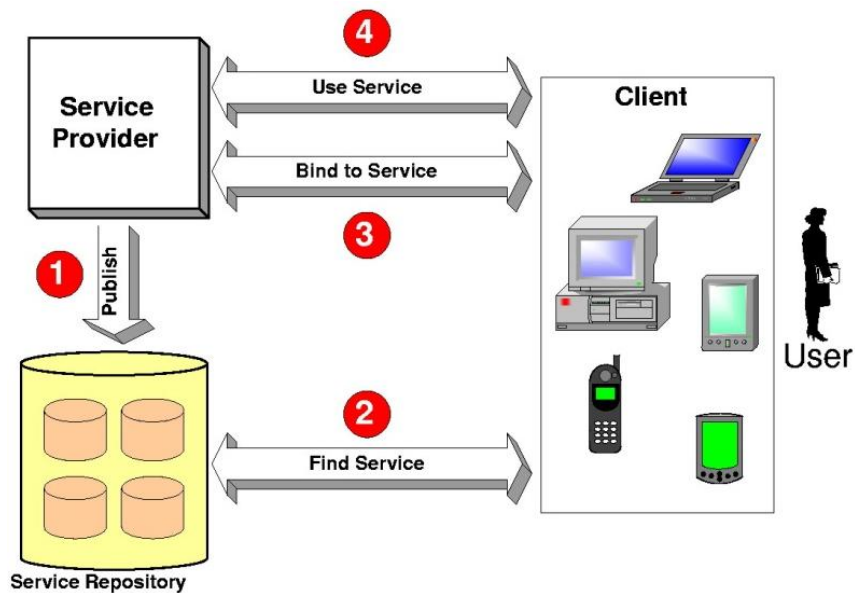 4
Use Service
Service
Provider
Client
Bind to Service
3
1
Publish
User
2
Find Service
Service Repository